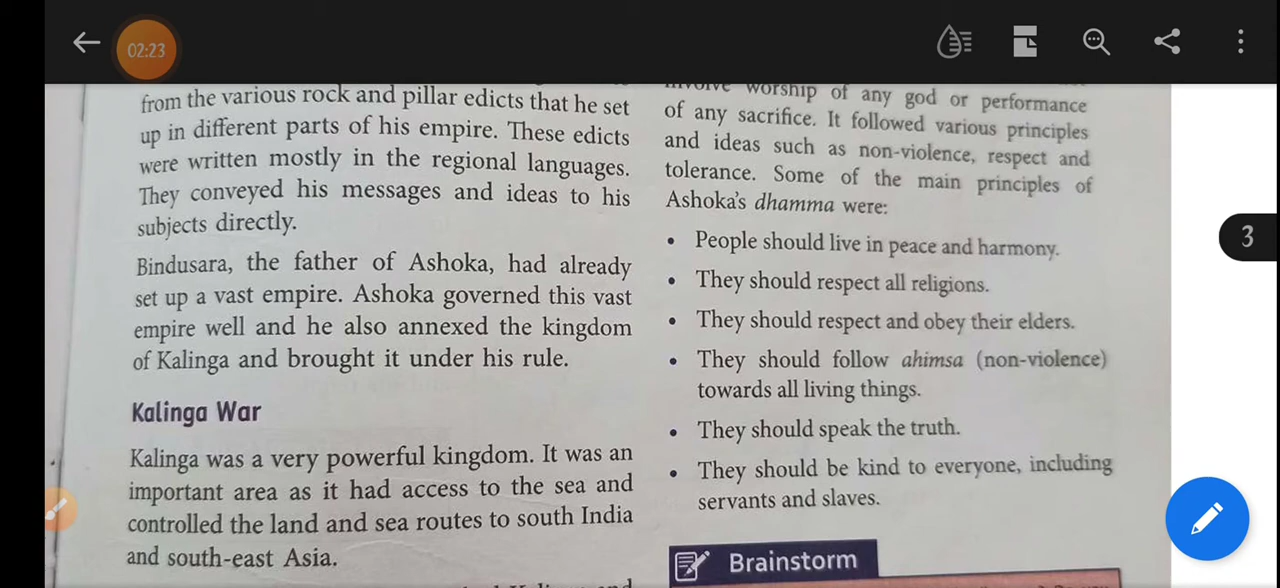 02:23
from the various rock and pillar edicts that he set
up in different parts of his empire. These edicts
were written mostly in the regional languages.
They conveyed his messages and ideas to his
subjects directly.
Bindusara, the father of Ashoka, had already
set up a vast empire. Ashoka governed this vast
empire well and he also annexed the kingdom
of Kalinga and brought it under his rule.
Kalinga War
Kalinga was a very powerful kingdom. It was an
important area as it had access to the sea and
controlled the land and sea routes to south India
and south-east Asia.
involve worship of any god or performance
of any sacrifice. It followed various principles
and ideas such as non-violence, respect and
tolerance. Some of the main principles of
Ashoka's dhamma were:
• People should live in peace and harmony.
• They should respect all religions.
• They should respect and obey their elders.
• They should follow ahimsa (non-violence)
towards all living things.
• They should speak the truth.
• They should be kind to everyone, including
servants and slaves.
Brainstorm
3